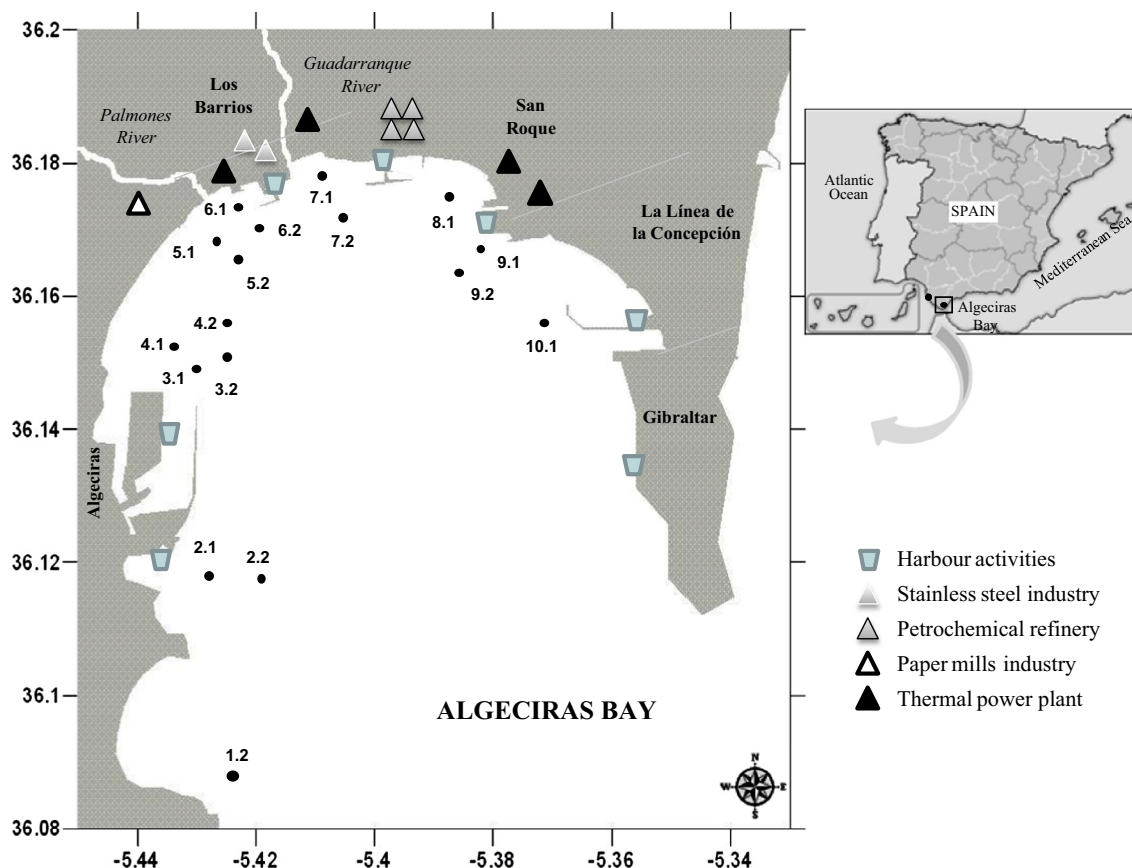 36.2
36.18
36.16
36.14
36.12
36.1
36.08
-5.44
-5.42
-5.4
-5.38
-5.36
-5.34
Palmones
River
Los
Barrios
Guadarranque
River
San
Roque
La Línea de
la Concepción
Gibraltar
Algeciras
6.1
6.2
7.1
7.2
8.1
9.1
9.2
10.1
5.1
5.2
4.2
4.1
3.1
3.2
2.1
2.2
1.2
ALGECIRAS BAY
N
W
E
S
Atlantic
Ocean
SPAIN
Mediterranean Sea
Algeciras
Bay
Harbour activities
Stainless steel industry
Petrochemical refinery
Paper mills industry
Thermal power plant